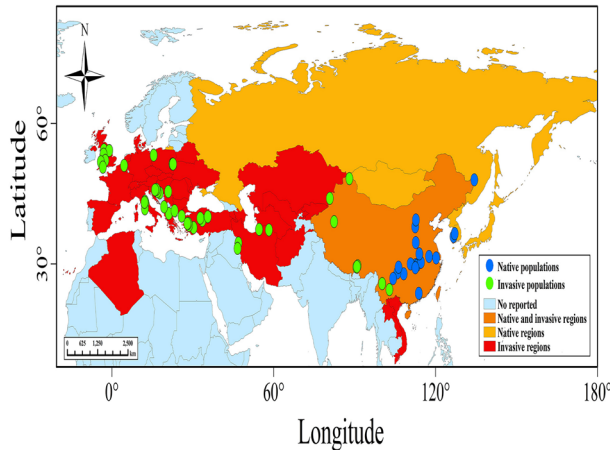 N
60°
30°
Latitude
Native populations
Invasive populations
No reported
Native and invasive regions
Native regions
Invasive regions
0 625 1,250 2,500
km
0° 60° 120° 180°
Longitude